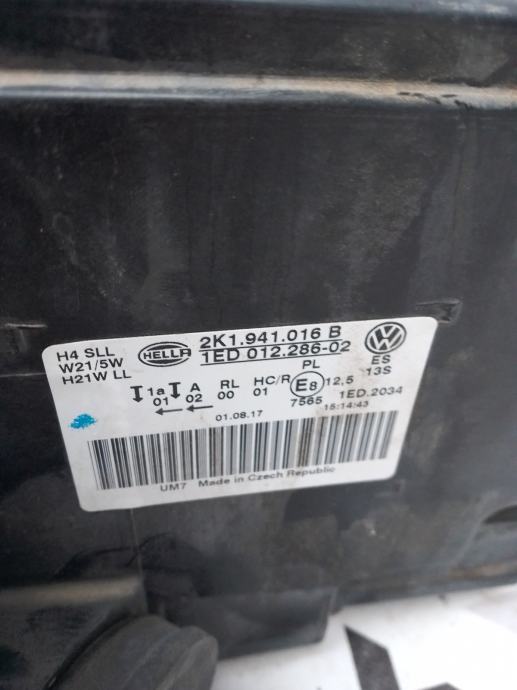 H4 SLL
W21/5W
H21W LL
HELLA
2K1.941.016 B
1ED 012.286-02
VW
ES
13S
1a A RL HC/R PL
01 02 00 01 E8 12,5
7565 1ED.2034
01.08.17 15:14:43
UM7 Made in Czech Republic